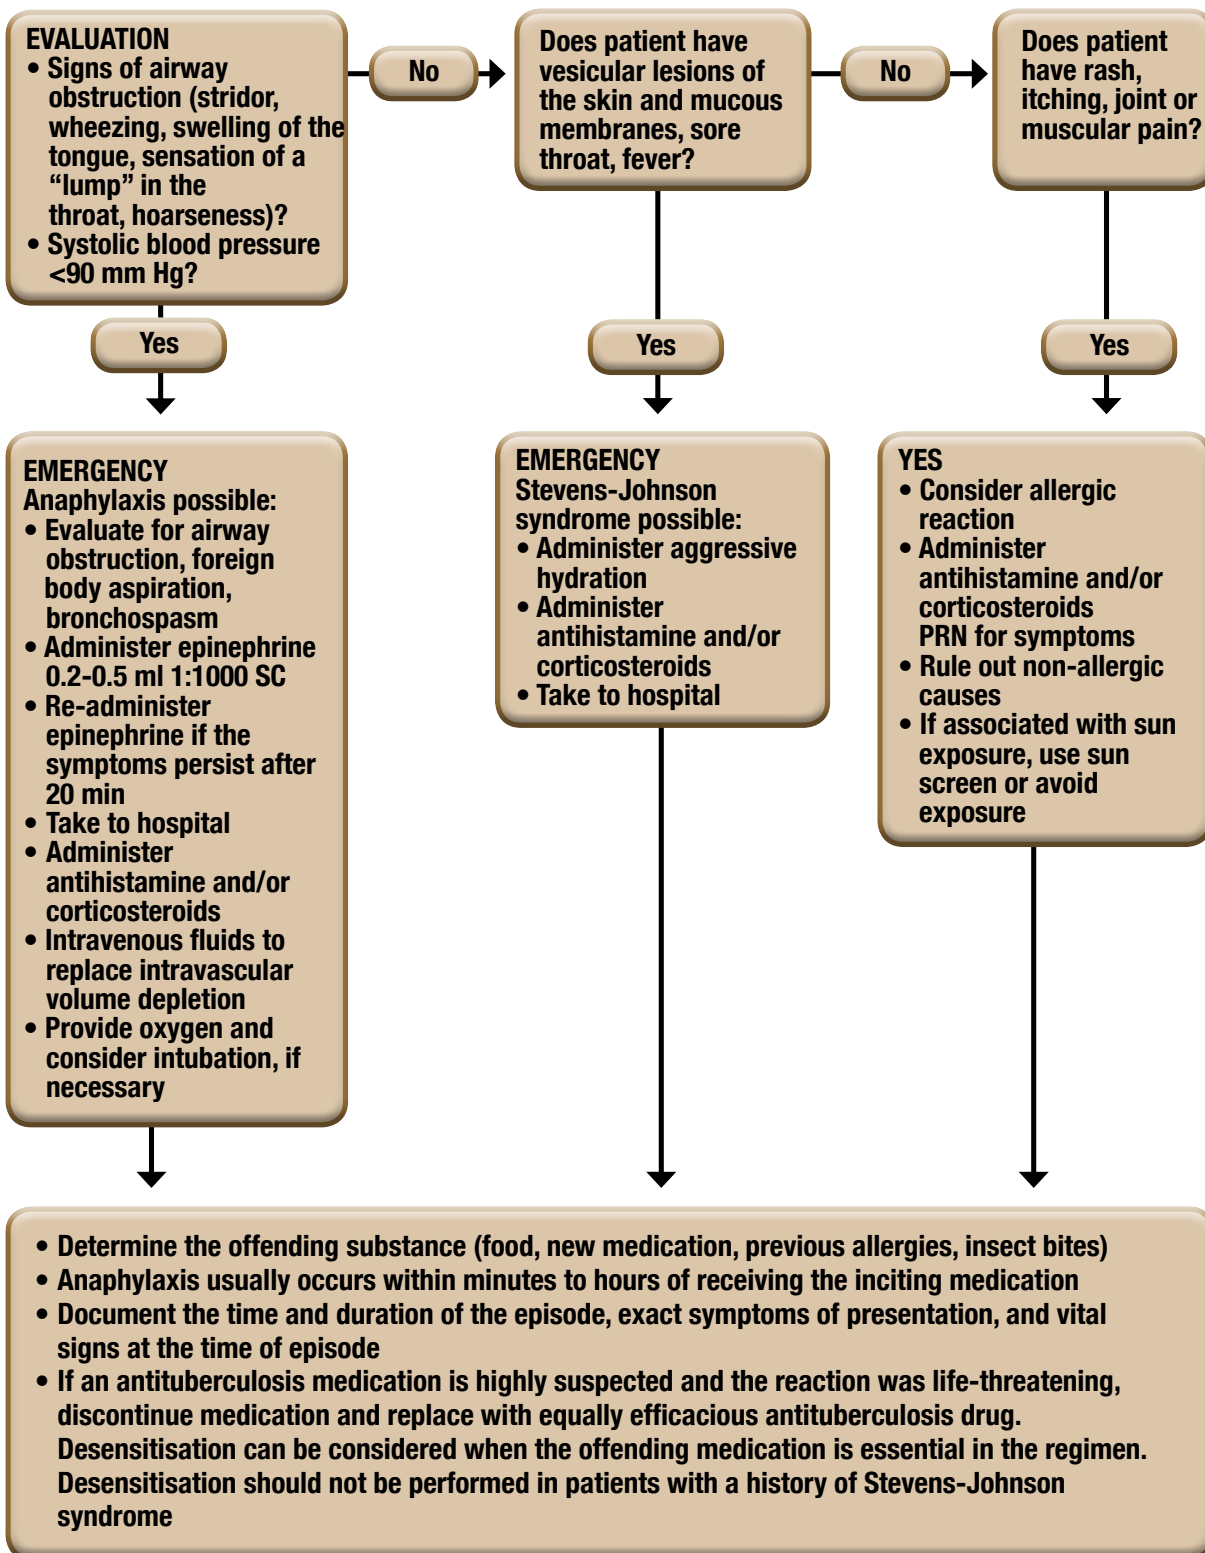 EVALUATION
• Signs of airway
obstruction (stridor,
wheezing, swelling of the
tongue, sensation of a
“lump” in the
throat, hoarseness)?
• Systolic blood pressure
<90 mm Hg?
No
Does patient have
vesicular lesions of
the skin and mucous
membranes, sore
throat, fever?
No
Does patient
have rash,
itching, joint or
muscular pain?
Yes
Yes
Yes
EMERGENCY
Anaphylaxis possible:
• Evaluate for airway
obstruction, foreign
body aspiration,
bronchospasm
• Administer epinephrine
0.2-0.5 ml 1:1000 SC
• Re-administer
epinephrine if the
symptoms persist after
20 min
• Take to hospital
• Administer
antihistamine and/or
corticosteroids
• Intravenous fluids to
replace intravascular
volume depletion
• Provide oxygen and
consider intubation, if
necessary
EMERGENCY
Stevens-Johnson
syndrome possible:
• Administer aggressive
hydration
• Administer
antihistamine and/or
corticosteroids
• Take to hospital
YES
• Consider allergic
reaction
• Administer
antihistamine and/or
corticosteroids
PRN for symptoms
• Rule out non-allergic
causes
• If associated with sun
exposure, use sun
screen or avoid
exposure
• Determine the offending substance (food, new medication, previous allergies, insect bites)
• Anaphylaxis usually occurs within minutes to hours of receiving the inciting medication
• Document the time and duration of the episode, exact symptoms of presentation, and vital
signs at the time of episode
• If an antituberculosis medication is highly suspected and the reaction was life-threatening,
discontinue medication and replace with equally efficacious antituberculosis drug.
Desensitisation can be considered when the offending medication is essential in the regimen.
Desensitisation should not be performed in patients with a history of Stevens-Johnson
syndrome